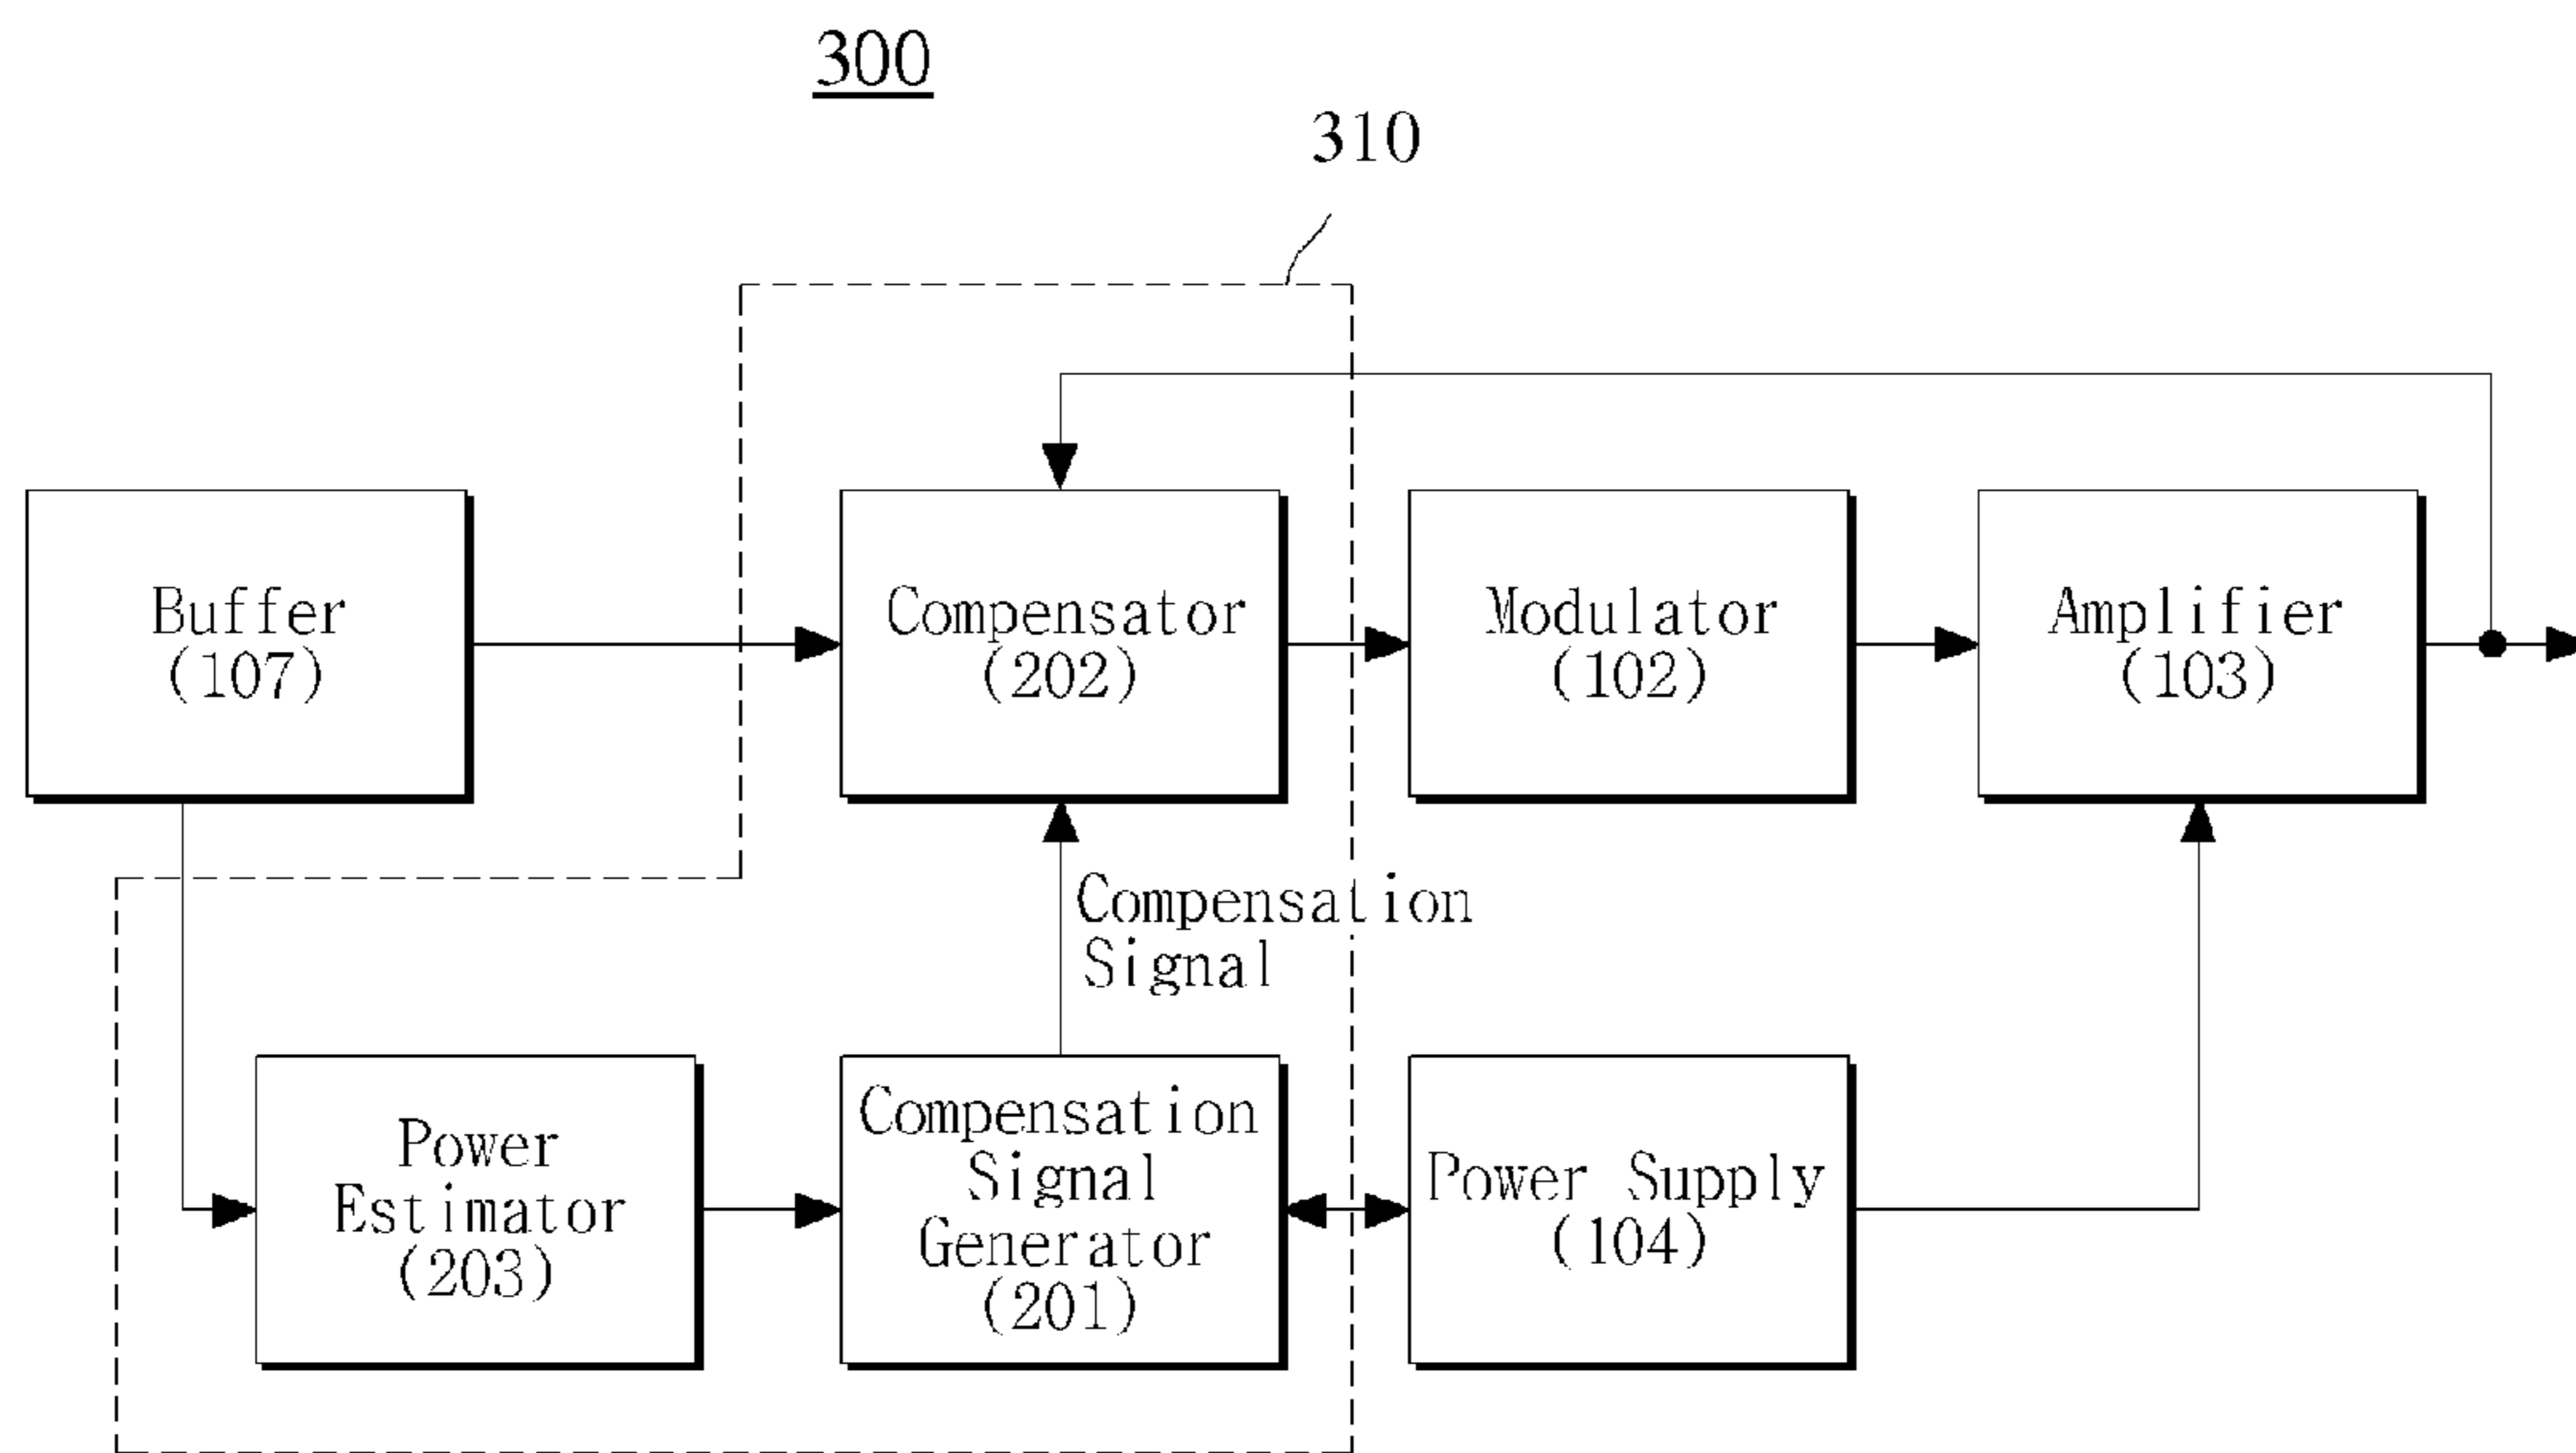 300
310
Buffer
(107)
Compensator
(202)
Modulator
(102)
Amplifier
(103)
Compensation
Signal
Power
Estimator
(203)
Compensation
Signal
Generator
(201)
Power Supply
(104)